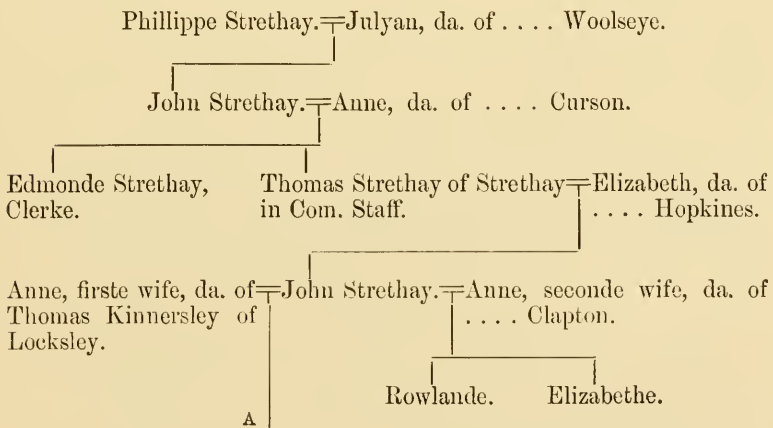 Phillippe Strethay.=Julyan, da. of .... Woolseye.
John Strethay.=Anne, da. of .... Curson.
Edmonde Strethay, Clerke.
Thomas Strethay of Strethay in Com. Staff.=Elizabeth, da. of .... Hopkines.
Anne, firste wife, da. of Thomas Kinnersley of Locksley.=John Strethay.=Anne, seconde wife, da. of .... Clapton.
Rowlande. Elizabethe.
A